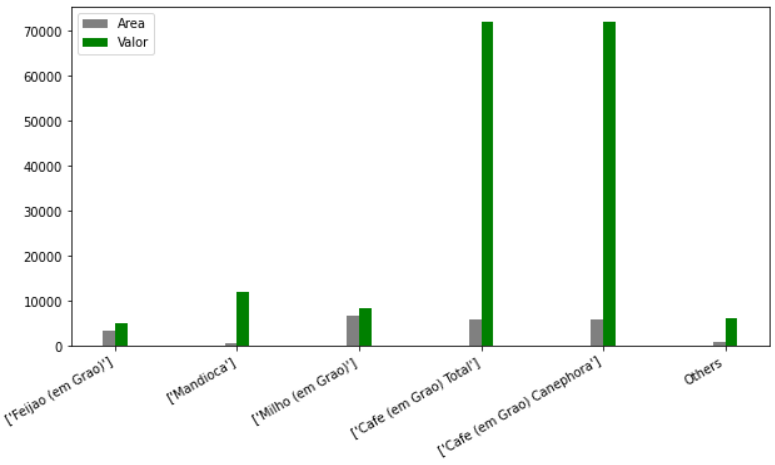 Area
Valor
70000
60000
50000
40000
30000
20000
10000
0
['Feijao (em Grao)']
['Mandioca']
['Milho (em Grao)']
['Cafe (em Grao) Total']
['Cafe (em Grao) Canephora']
Others